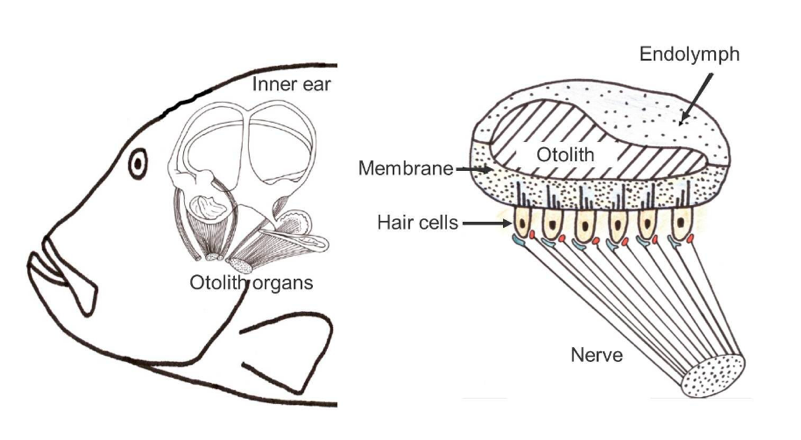 Inner ear
Otolith organs
Endolymph
Otolith
Membrane
Hair cells
Nerve